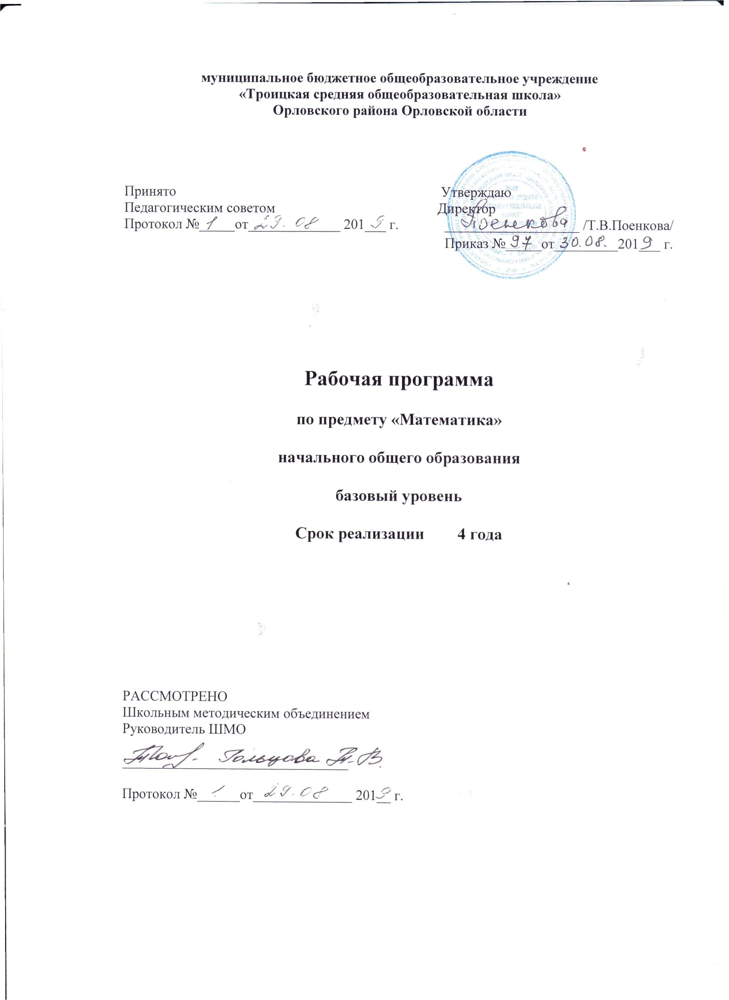 муниципальное бюджетное общеобразовательное учреждение
«Троицкая средняя общеобразовательная школа»
Орловского района Орловской области
Принято
Педагогическим советом
Протокол № 1 от 29. 08 2019 г.
Утверждаю
Директор
Поенкова /Т.В.Поенкова/
Приказ № 97 от 30.08. 2019 г.
Рабочая программа
по предмету «Математика»
начального общего образования
базовый уровень
Срок реализации 4 года
РАССМОТРЕНО
Школьным методическим объединением
Руководитель ШМО
Гольцова Т.В.
Протокол № 1 от 29.08 2019 г.